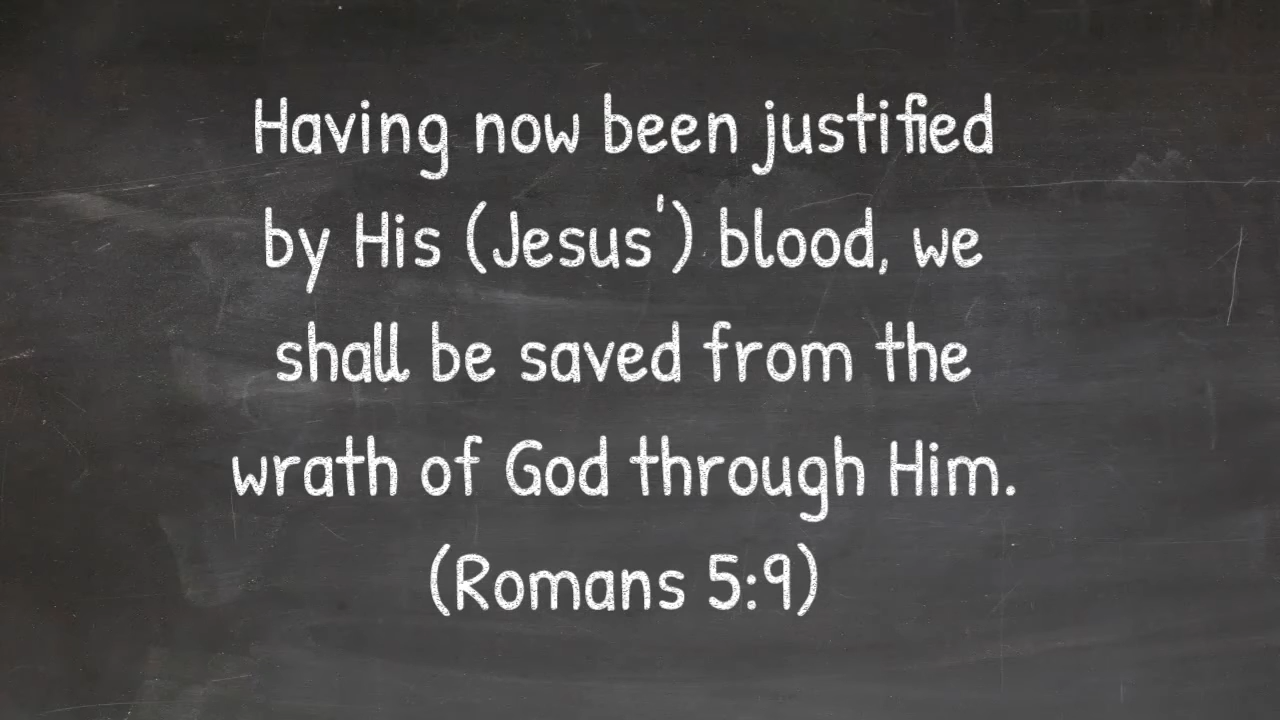 Having now been justified
by His (Jesus') blood, we
shall be saved from the
wrath of God through Him.
(Romans 5:9)